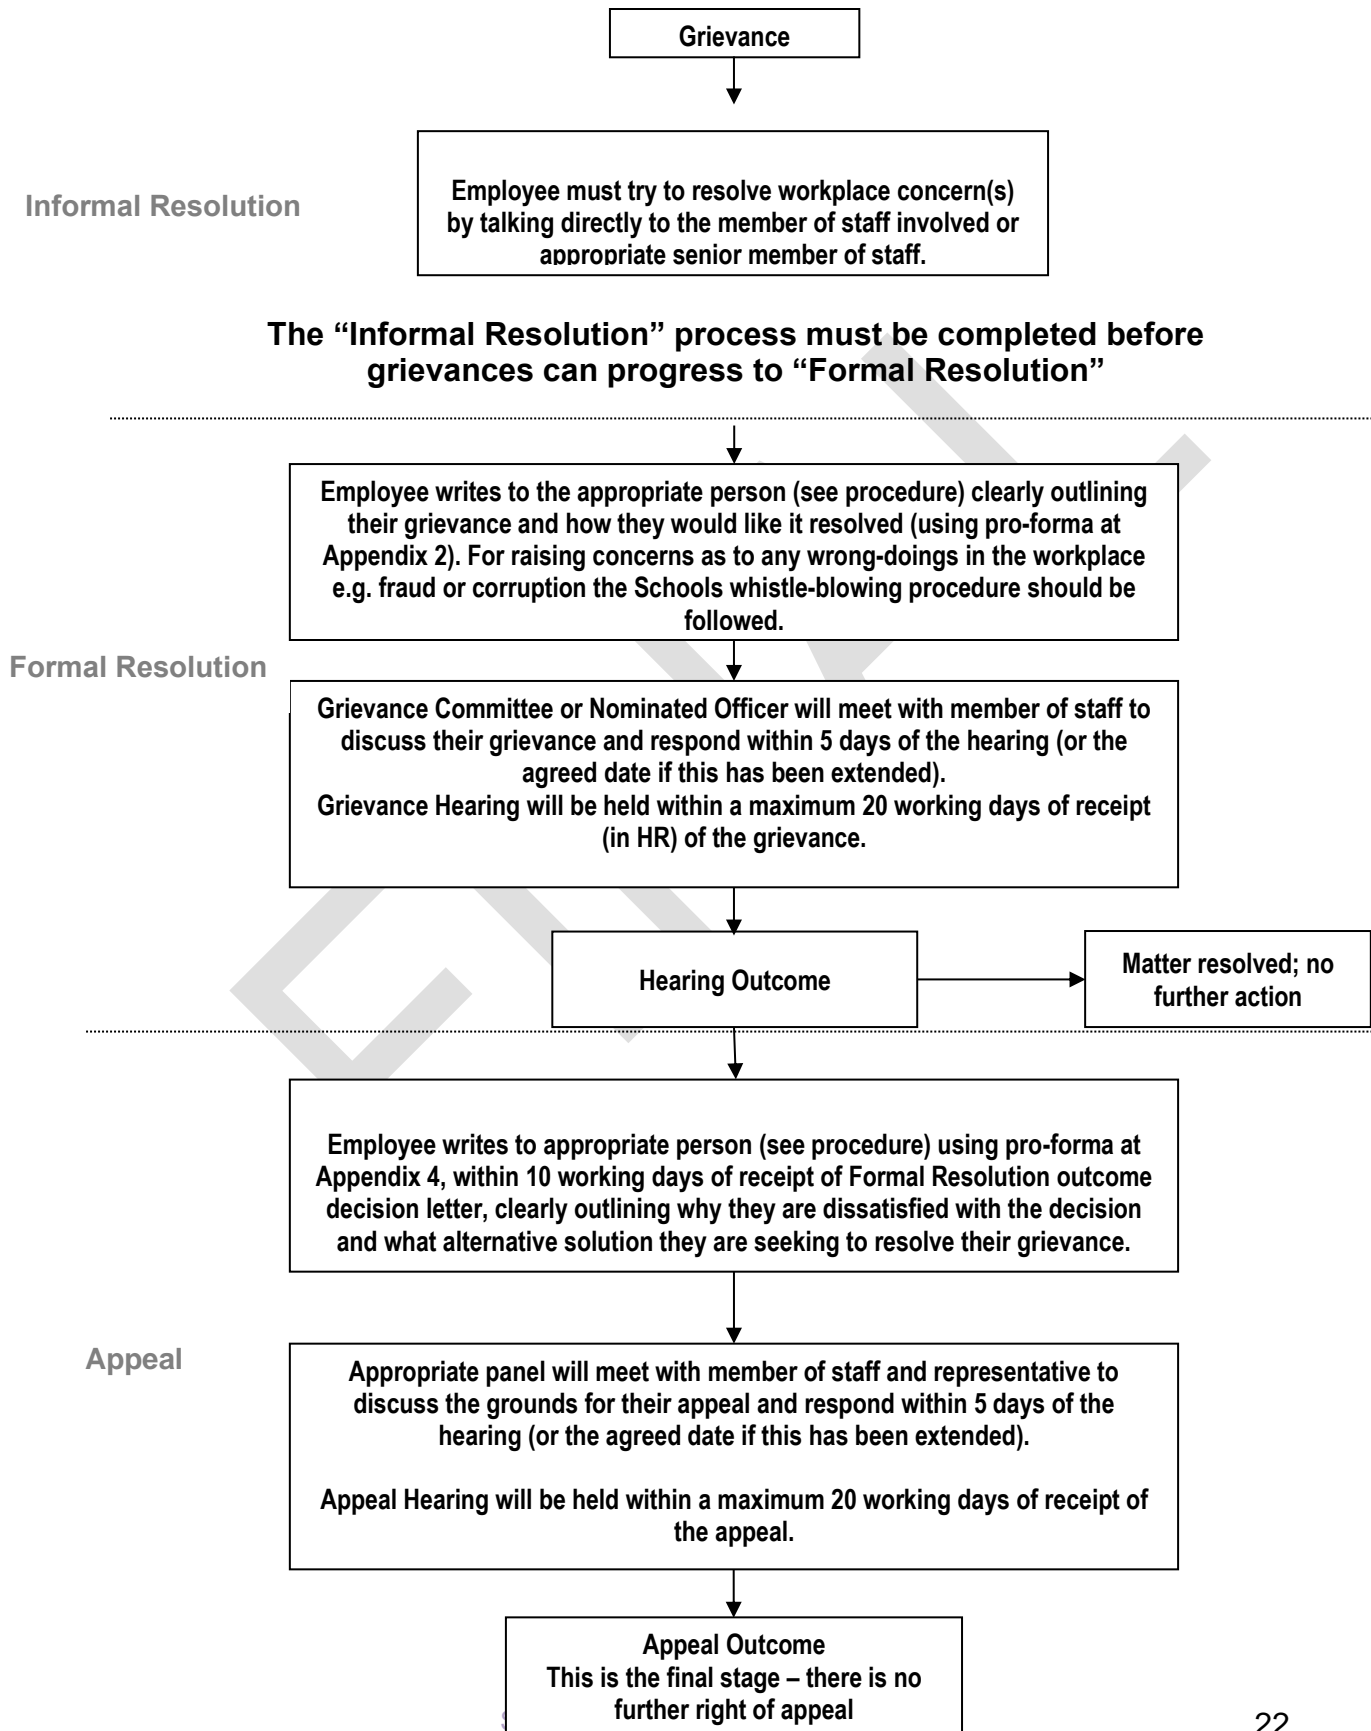 Grievance
Informal Resolution
Employee must try to resolve workplace concern(s)
by talking directly to the member of staff involved or
appropriate senior member of staff.
The “Informal Resolution” process must be completed before
grievances can progress to “Formal Resolution”
Employee writes to the appropriate person (see procedure) clearly outlining
their grievance and how they would like it resolved (using pro-forma at
Appendix 2). For raising concerns as to any wrong-doings in the workplace
e.g. fraud or corruption the Schools whistle-blowing procedure should be
followed.
Formal Resolution
Grievance Committee or Nominated Officer will meet with member of staff to
discuss their grievance and respond within 5 days of the hearing (or the
agreed date if this has been extended).
Grievance Hearing will be held within a maximum 20 working days of receipt
(in HR) of the grievance.
Hearing Outcome
Matter resolved; no
further action
Employee writes to appropriate person (see procedure) using pro-forma at
Appendix 4, within 10 working days of receipt of Formal Resolution outcome
decision letter, clearly outlining why they are dissatisfied with the decision
and what alternative solution they are seeking to resolve their grievance.
Appeal
Appropriate panel will meet with member of staff and representative to
discuss the grounds for their appeal and respond within 5 days of the
hearing (or the agreed date if this has been extended).
Appeal Hearing will be held within a maximum 20 working days of receipt of
the appeal.
Appeal Outcome
This is the final stage – there is no
further right of appeal
22
FINAL